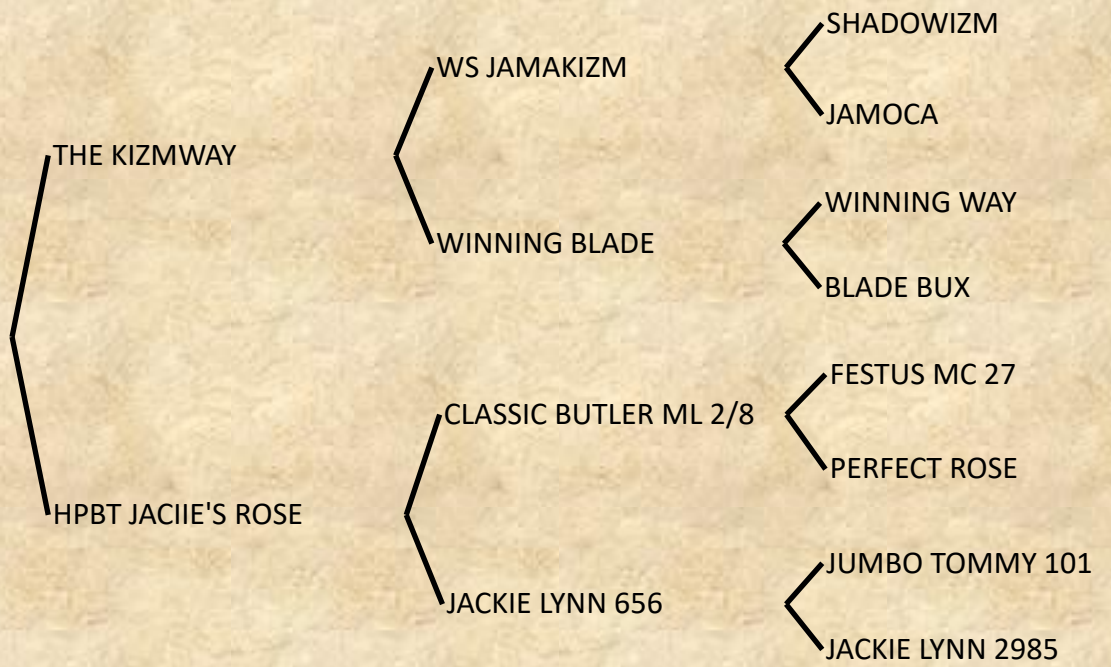 SHADOWIZM
WS JAMAKIZM
JAMOCA
THE KIZMWAY
WINNING WAY
WINNING BLADE
BLADE BUX
FESTUS MC 27
CLASSIC BUTLER ML 2/8
PERFECT ROSE
HPBT JACIIE'S ROSE
JUMBO TOMMY 101
JACKIE LYNN 656
JACKIE LYNN 2985